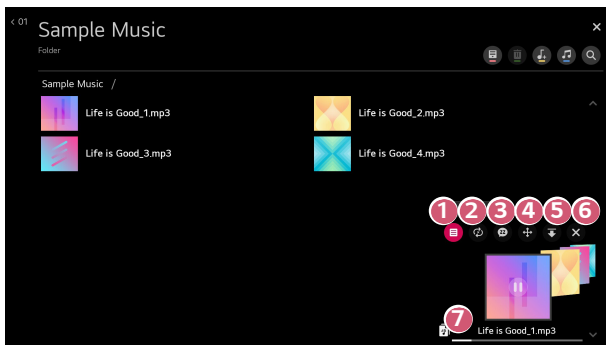 < 01
Sample Music
Folder
Sample Music /
Life is Good_1.mp3
Life is Good_2.mp3
Life is Good_3.mp3
Life is Good_4.mp3
1 2 3 4 5 6
7
Life is Good_1.mp3